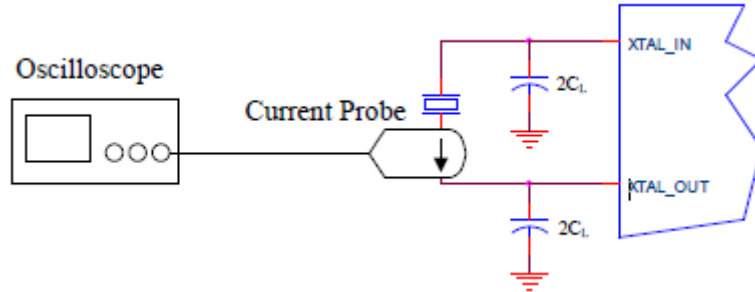 XTAL_IN
Oscilloscope
2CL
Current Probe
XTAL_OUT
2CL